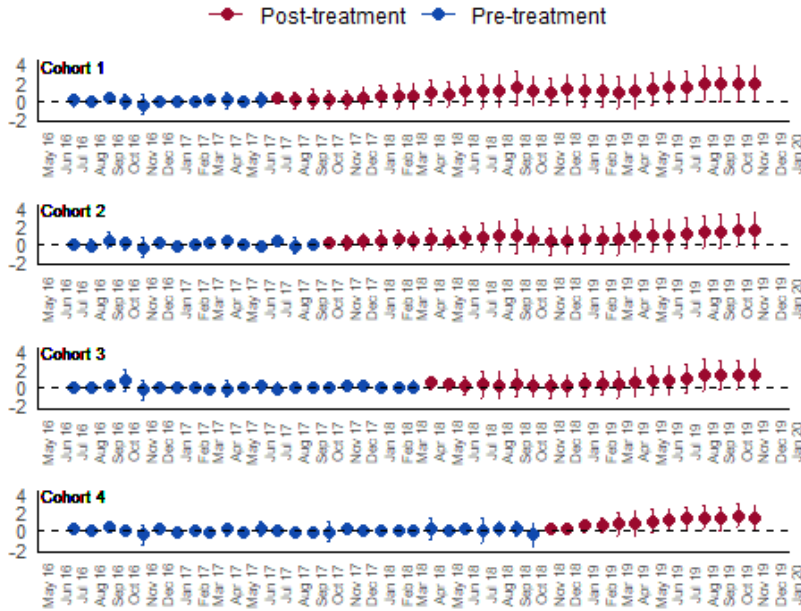 Post-treatment Pre-treatment
Cohort 1
4
2
0
-2
May 16 Jun 16 Jul 16 Aug 16 Sep 16 Oct 16 Nov 16 Dec 16 Jan 17 Feb 17 Mar 17 Apr 17 May 17 Jun 17 Jul 17 Aug 17 Sep 17 Oct 17 Nov 17 Dec 17 Jan 18 Feb 18 Mar 18 Apr 18 May 18 Jun 18 Jul 18 Aug 18 Sep 18 Oct 18 Nov 18 Dec 18 Jan 19 Feb 19 Mar 19 Apr 19 May 19 Jun 19 Jul 19 Aug 19 Sep 19 Oct 19 Nov 19 Dec 19 Jan 20
Cohort 2
4
2
0
-2
May 16 Jun 16 Jul 16 Aug 16 Sep 16 Oct 16 Nov 16 Dec 16 Jan 17 Feb 17 Mar 17 Apr 17 May 17 Jun 17 Jul 17 Aug 17 Sep 17 Oct 17 Nov 17 Dec 17 Jan 18 Feb 18 Mar 18 Apr 18 May 18 Jun 18 Jul 18 Aug 18 Sep 18 Oct 18 Nov 18 Dec 18 Jan 19 Feb 19 Mar 19 Apr 19 May 19 Jun 19 Jul 19 Aug 19 Sep 19 Oct 19 Nov 19 Dec 19 Jan 20
Cohort 3
4
2
0
-2
May 16 Jun 16 Jul 16 Aug 16 Sep 16 Oct 16 Nov 16 Dec 16 Jan 17 Feb 17 Mar 17 Apr 17 May 17 Jun 17 Jul 17 Aug 17 Sep 17 Oct 17 Nov 17 Dec 17 Jan 18 Feb 18 Mar 18 Apr 18 May 18 Jun 18 Jul 18 Aug 18 Sep 18 Oct 18 Nov 18 Dec 18 Jan 19 Feb 19 Mar 19 Apr 19 May 19 Jun 19 Jul 19 Aug 19 Sep 19 Oct 19 Nov 19 Dec 19 Jan 20
Cohort 4
4
2
0
-2
May 16 Jun 16 Jul 16 Aug 16 Sep 16 Oct 16 Nov 16 Dec 16 Jan 17 Feb 17 Mar 17 Apr 17 May 17 Jun 17 Jul 17 Aug 17 Sep 17 Oct 17 Nov 17 Dec 17 Jan 18 Feb 18 Mar 18 Apr 18 May 18 Jun 18 Jul 18 Aug 18 Sep 18 Oct 18 Nov 18 Dec 18 Jan 19 Feb 19 Mar 19 Apr 19 May 19 Jun 19 Jul 19 Aug 19 Sep 19 Oct 19 Nov 19 Dec 19 Jan 20